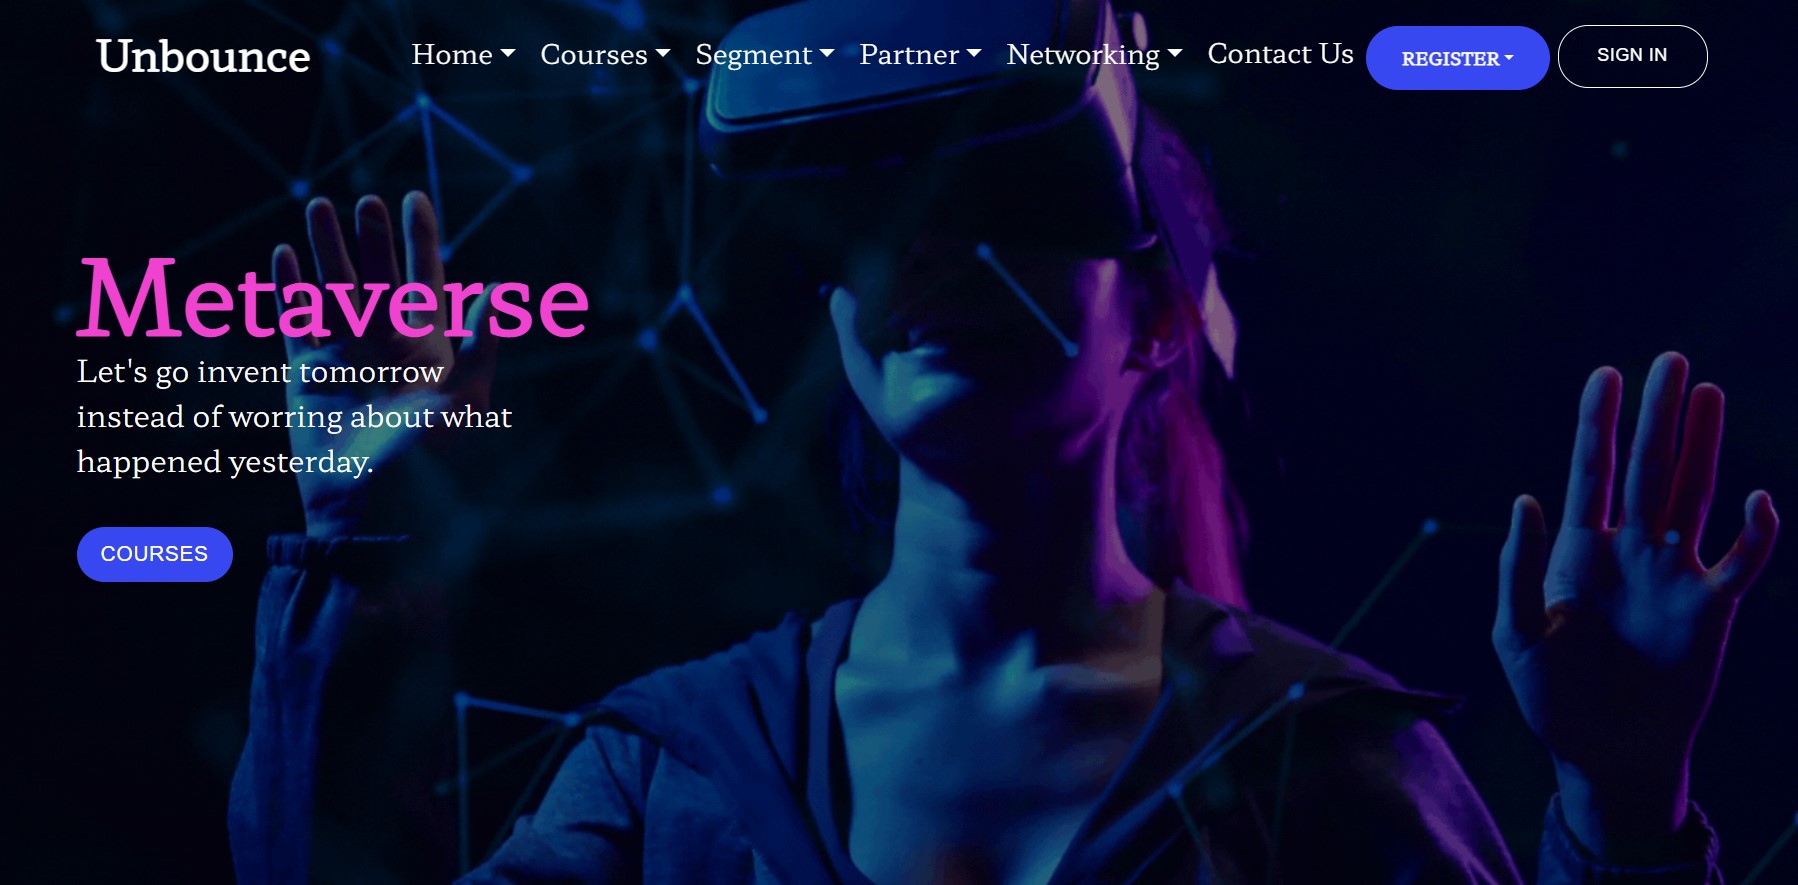 Unbounce Home Courses Segment Partner Networking Contact Us REGISTER SIGN IN
Metaverse
Let's go invent tomorrow
instead of worring about what
happened yesterday.
COURSES